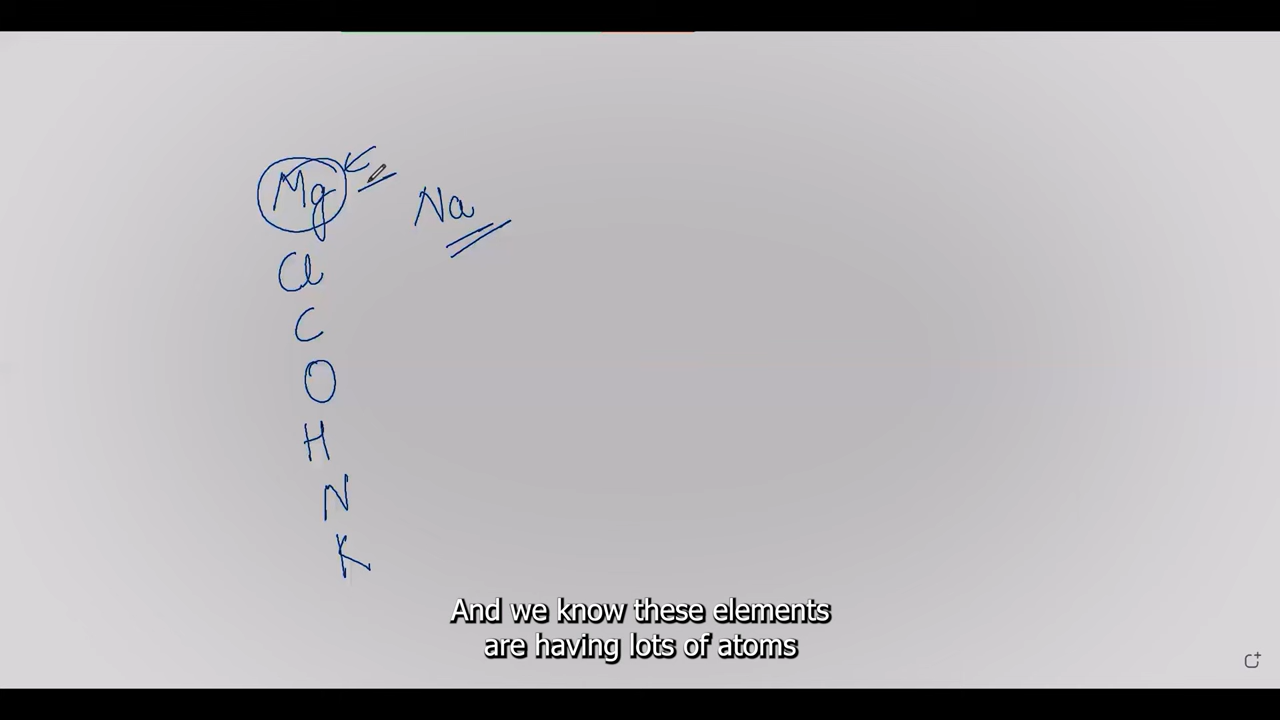 Mg
Na
Cl
C
O
H
N
K
And we know these elements
are having lots of atoms